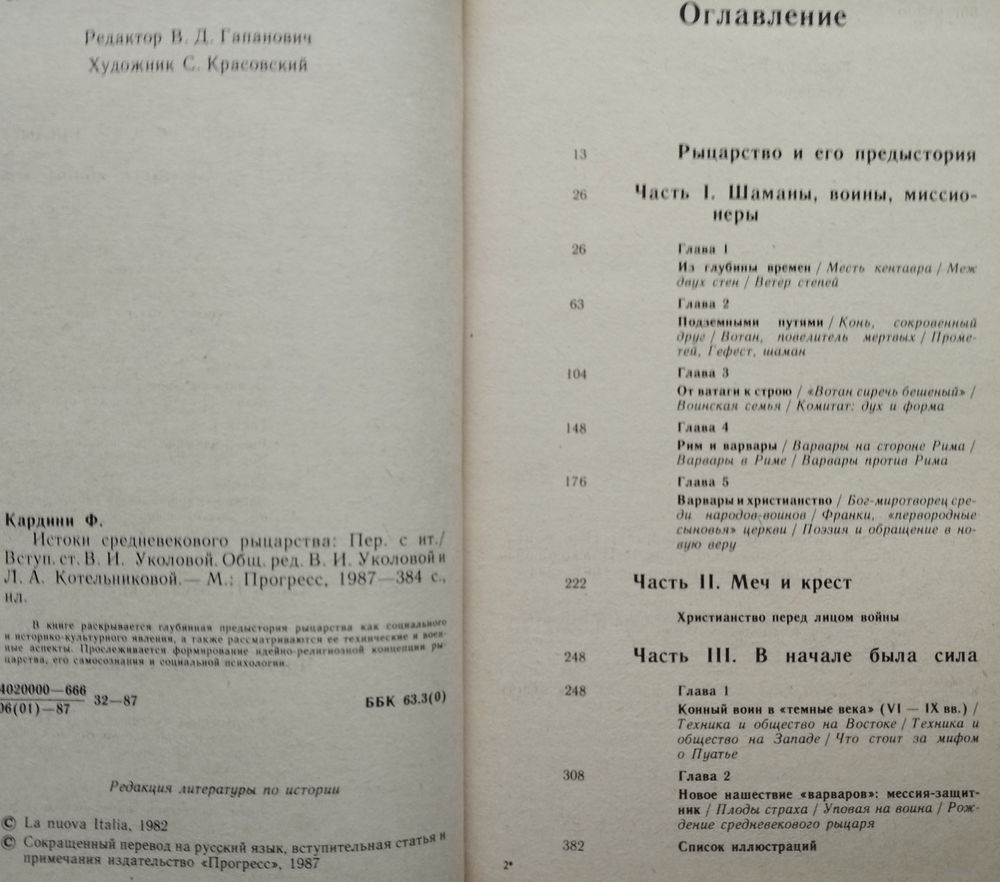 Редактор В. Д. Гапанович
Художник С. Красовский
Кардини Ф.
Истоки средневекового рыцарства: Пер. с ит./
Вступ. ст. В. И. Уколовой. Общ. ред. В. И. Уколовой и
Л. А. Котельниковой.— М.: Прогресс, 1987—384 с.,
ил.
В книге раскрывается глубинная предыстория рыцарства как социального
и историко-культурного явления, а также рассматриваются ее технические и воен-
ные аспекты. Прослеживается формирование идейно-религиозной концепции ры-
царства, его самосознания и социальной психологии.
4020000—666
06(01)—87
32—87
ББК 63.3(0)
Редакция литературы по истории
© La nuova Italia, 1982
© Сокращенный перевод на русский язык, вступительная статья и
примечания издательство «Прогресс», 1987
Оглавление
13 Рыцарство и его предыстория
26 Часть I. Шаманы, воины, миссио-
неры
26 Глава 1
Из глубины времен / Месть кентавра / Меж
двух стен / Ветер степей
63 Глава 2
Подземными путями / Конь, сокровенный
друг / Вотан, повелитель мертвых / Проме-
тей, Гефест, шаман
104 Глава 3
От ватаги к строю / «Вотан сиречь бешеный» /
Воинская семья / Комитат: дух и форма
148 Глава 4
Рим и варвары / Варвары на стороне Рима /
Варвары в Риме / Варвары против Рима
176 Глава 5
Варвары и христианство / Бог-миротворец сре-
ди народов-воинов / Франки, «первородные
сыновья» церкви / Поэзия и обращение в но-
вую веру
222 Часть II. Меч и крест
Христианство перед лицом войны
248 Часть III. В начале была сила
248 Глава 1
Конный воин в «темные века» (VI — IX вв.) /
Техника и общество на Востоке / Техника и
общество на Западе / Что стоит за мифом
о Пуатье
308 Глава 2
Новое нашествие «варваров»: мессия-защит-
ник / Плоды страха / Уповая на воина / Рож-
дение средневекового рыцаря
382 Список иллюстраций
2*